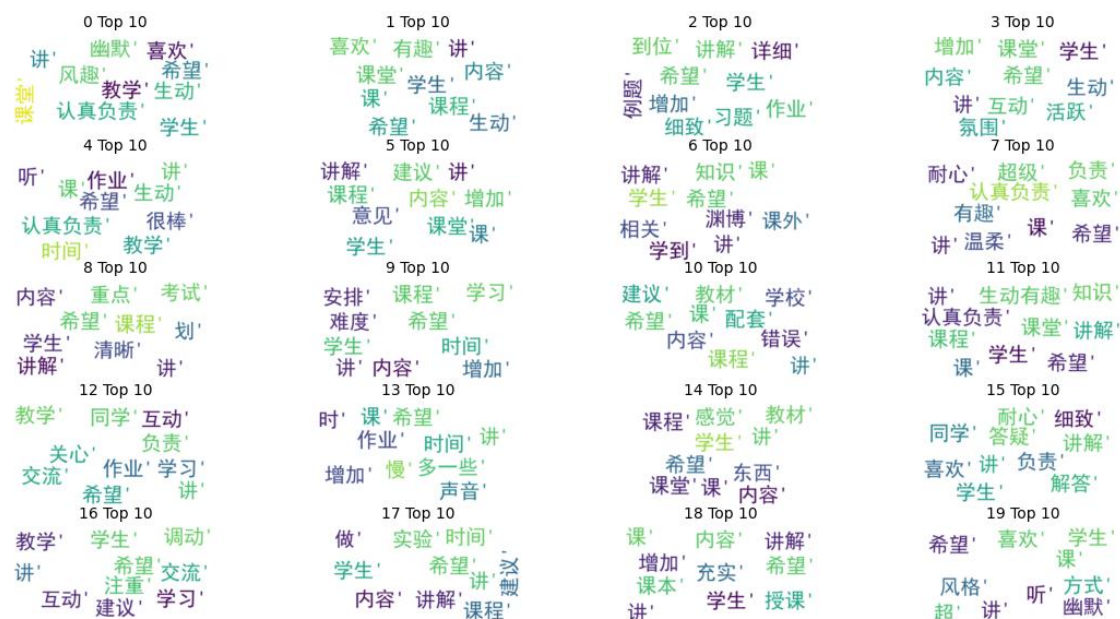 0 Top 10
1 Top 10
2 Top 10
3 Top 10
幽默' 喜欢'
讲'
风趣' 希望'
教学' 生动'
课堂'
认真负责'
学生'
喜欢' 有趣' 讲'
课堂' 内容'
学生'
课' 课程'
希望' 生动'
到位' 讲解' 详细'
希望' 学生'
例题'
增加' 作业'
细致' 习题'
增加' 课堂' 学生'
内容' 希望' 生动'
讲' 互动' 活跃'
氛围'
4 Top 10
5 Top 10
6 Top 10
7 Top 10
听' 作业' 讲'
课' 生动'
希望'
认真负责' 很棒'
时间' 教学'
讲解' 建议' 讲'
课程' 内容' 增加'
意见' 课堂'
课'
学生'
讲解' 知识' 课'
学生' 希望'
渊博' 课外'
相关'
学到' 讲'
耐心' 超级' 负责'
认真负责' 喜欢'
有趣'
课' 希望'
讲' 温柔'
8 Top 10
9 Top 10
10 Top 10
11 Top 10
内容' 重点' 考试'
希望' 课程' 划'
学生' 清晰'
讲解' 讲'
安排' 课程' 学习'
难度' 希望'
学生' 时间'
讲' 内容' 增加'
建议' 教材' 学校'
希望' 课' 配套'
内容' 错误'
课程' 讲'
讲' 生动有趣' 知识'
认真负责' 课堂' 讲解'
课程'
课' 学生' 希望'
12 Top 10
13 Top 10
14 Top 10
15 Top 10
教学' 同学' 互动'
关心' 负责'
交流' 作业' 学习'
希望' 讲'
时' 课' 希望'
作业' 时间' 讲'
增加' 慢' 多一些'
声音'
课程' 感觉' 教材'
学生' 讲'
希望' 东西'
课堂' 课' 内容'
耐心' 细致'
同学' 答疑' 讲解'
喜欢' 讲' 负责'
学生' 解答'
16 Top 10
17 Top 10
18 Top 10
19 Top 10
教学' 学生' 调动'
讲' 希望' 交流'
注重'
互动' 建议' 学习'
做' 实验' 时间'
学生' 希望' 讲' 建议'
内容' 讲解' 课程'
课' 内容' 讲解'
增加' 充实' 希望'
课本'
讲' 学生' 授课'
希望' 喜欢' 学生'
课'
风格' 听' 方式'
超' 讲' 幽默'